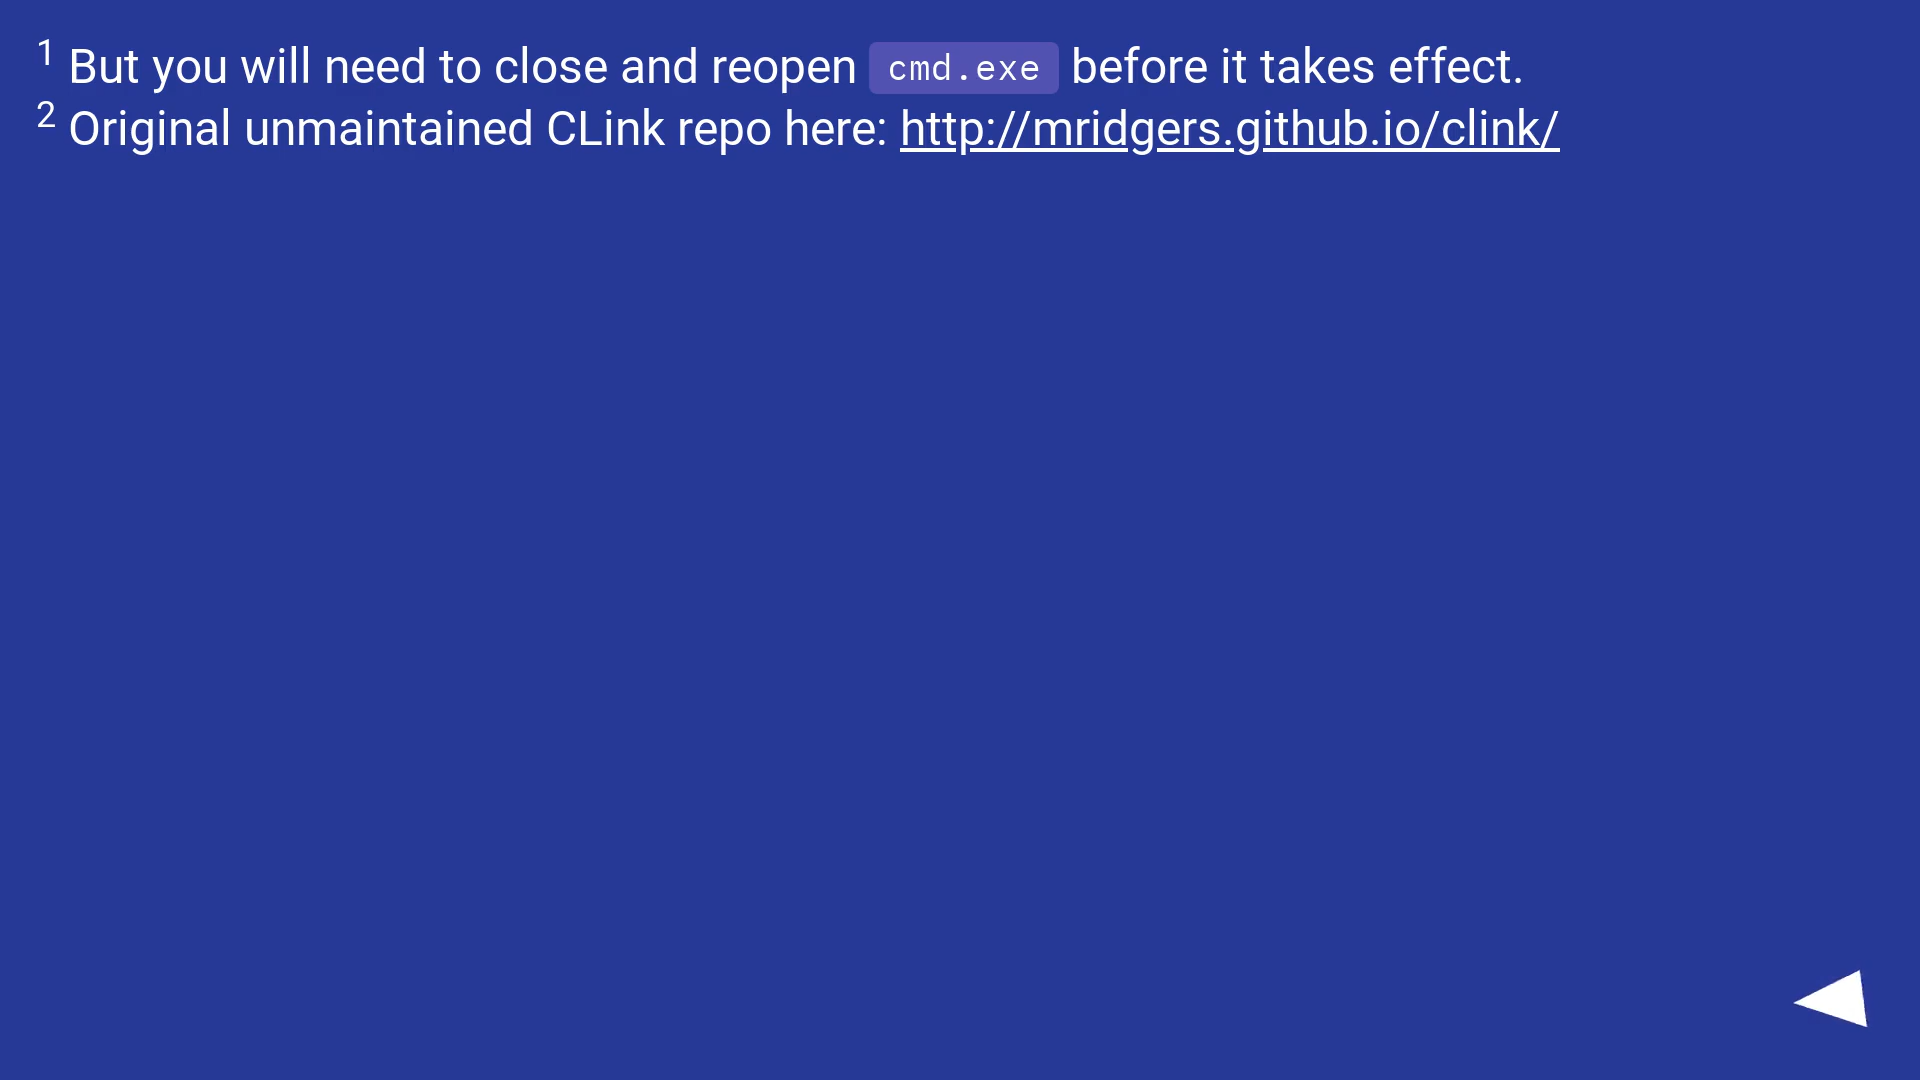 1 But you will need to close and reopen cmd.exe before it takes effect.
2 Original unmaintained CLink repo here: http://mridgers.github.io/clink/